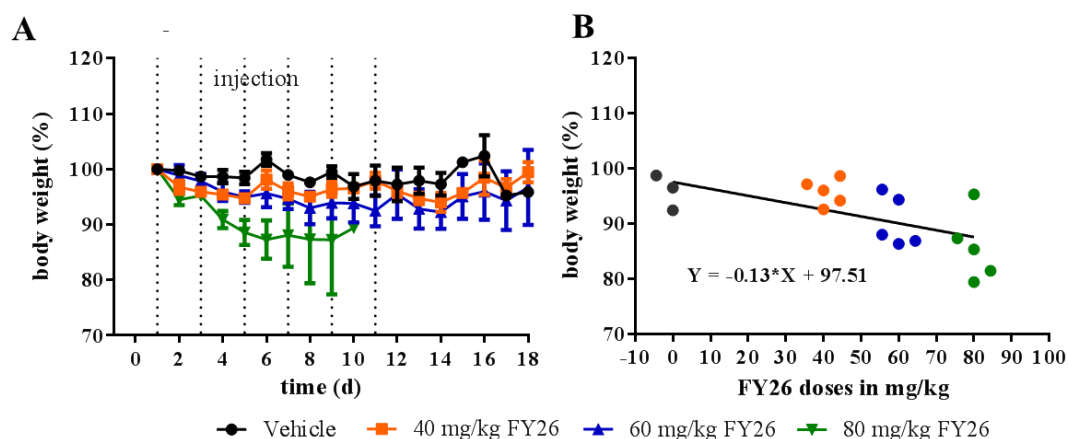 A
B
injection
body weight (%)
120
110
100
90
80
70
0 2 4 6 8 10 12 14 16 18
time (d)
body weight (%)
120
110
100
90
80
70
Y = -0.13*X + 97.51
-10 0 10 20 30 40 50 60 70 80 90 100
FY26 doses in mg/kg
Vehicle 40 mg/kg FY26 60 mg/kg FY26 80 mg/kg FY26